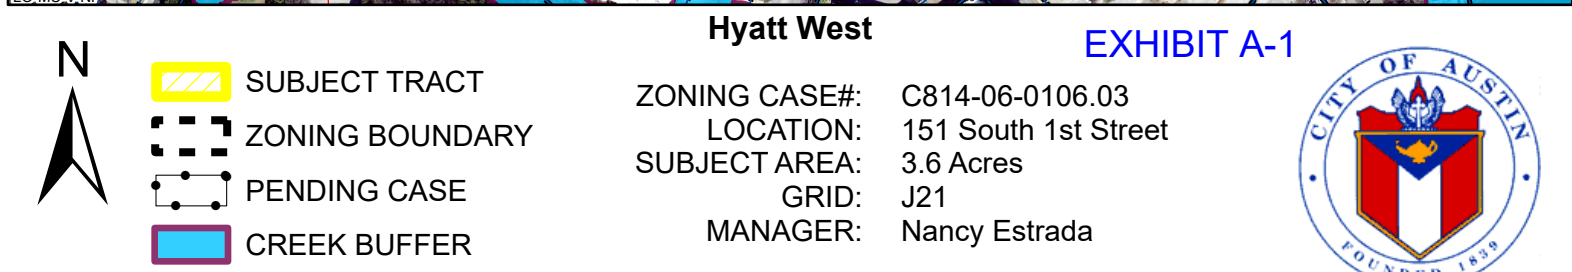 Hyatt West
EXHIBIT A-1
N
SUBJECT TRACT
ZONING BOUNDARY
PENDING CASE
CREEK BUFFER
ZONING CASE#: C814-06-0106.03
LOCATION: 151 South 1st Street
SUBJECT AREA: 3.6 Acres
GRID: J21
MANAGER: Nancy Estrada
CITY OF AUSTIN
FOUNDED 1839